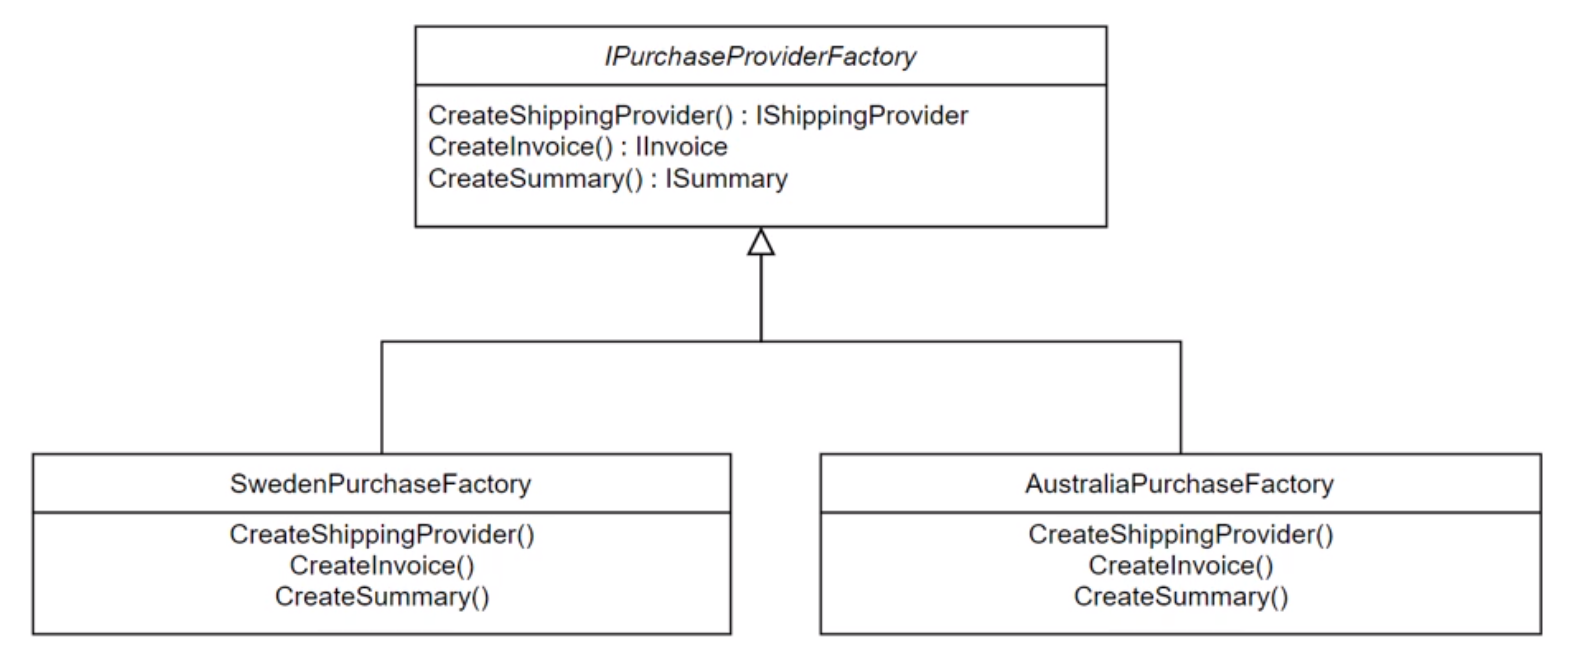 IPurchaseProviderFactory
CreateShippingProvider() : IShippingProvider
CreateInvoice() : IInvoice
CreateSummary() : ISummary
SwedenPurchaseFactory
CreateShippingProvider()
CreateInvoice()
CreateSummary()
AustraliaPurchaseFactory
CreateShippingProvider()
CreateInvoice()
CreateSummary()